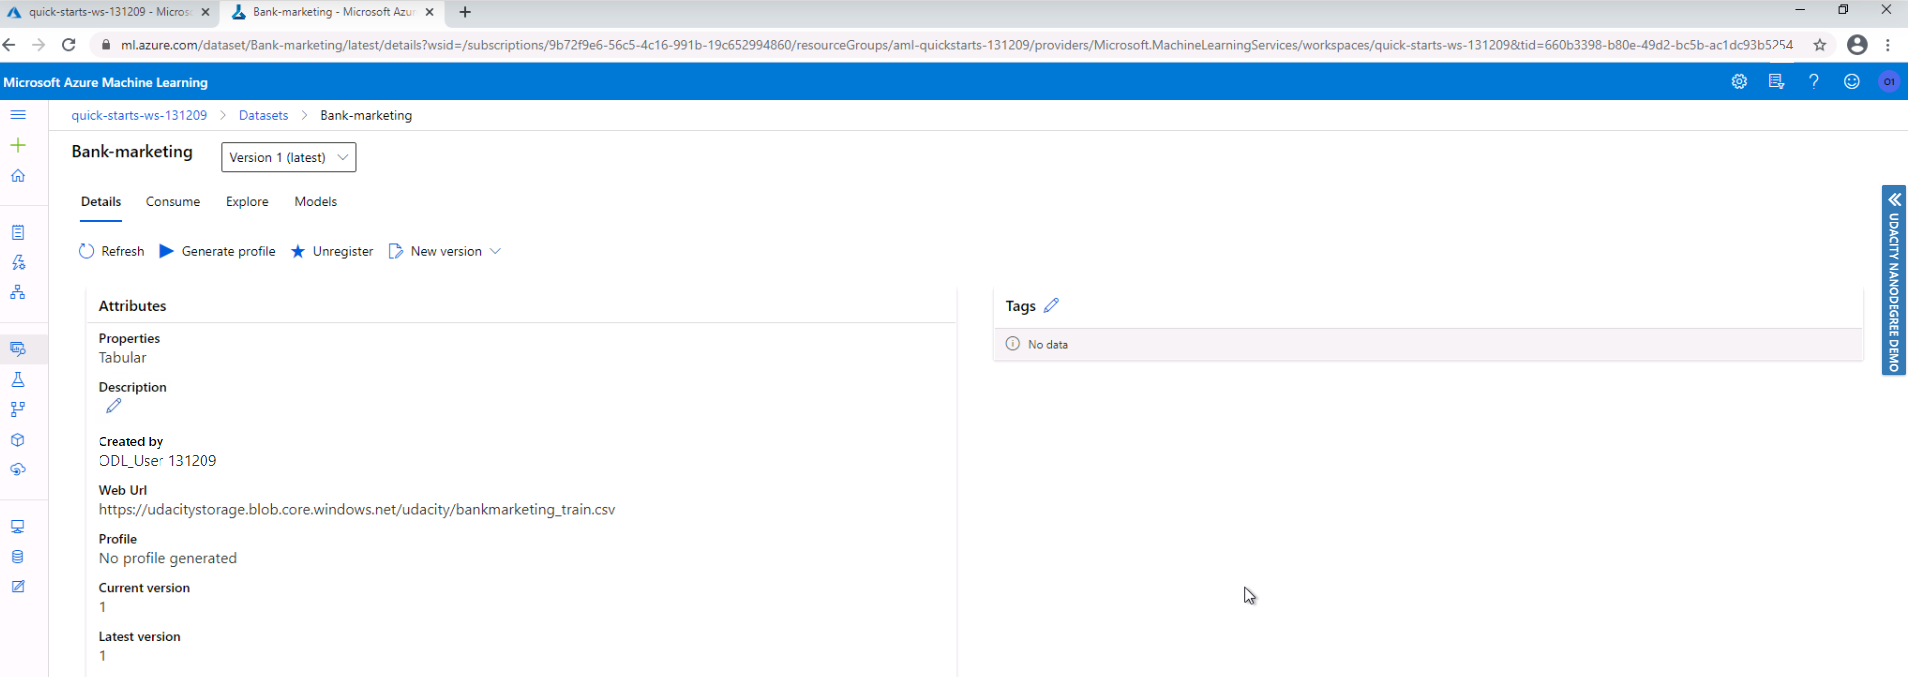 quick-starts-ws-131209 - Micros
Bank-marketing - Microsoft Azu
ml.azure.com/dataset/Bank-marketing/latest/details?wsid=/subscriptions/9b72f9e6-56c5-4c16-991b-19c652994860/resourceGroups/aml-quickstarts-131209/providers/Microsoft.MachineLearningServices/workspaces/quick-starts-ws-131209&tid=660b3398-b80e-49d2-bc5b-ac1dc93b5254
Microsoft Azure Machine Learning
?
01
quick-starts-ws-131209 > Datasets > Bank-marketing
Bank-marketing
Version 1 (latest)
Details Consume Explore Models
Refresh Generate profile Unregister New version
Attributes
Properties
Tabular
Description
Created by
ODL_User 131209
Web Url
https://udacitystorage.blob.core.windows.net/udacity/bankmarketing_train.csv
Profile
No profile generated
Current version
1
Latest version
1
Tags
No data
UDACITY NANODEGREE DEMO